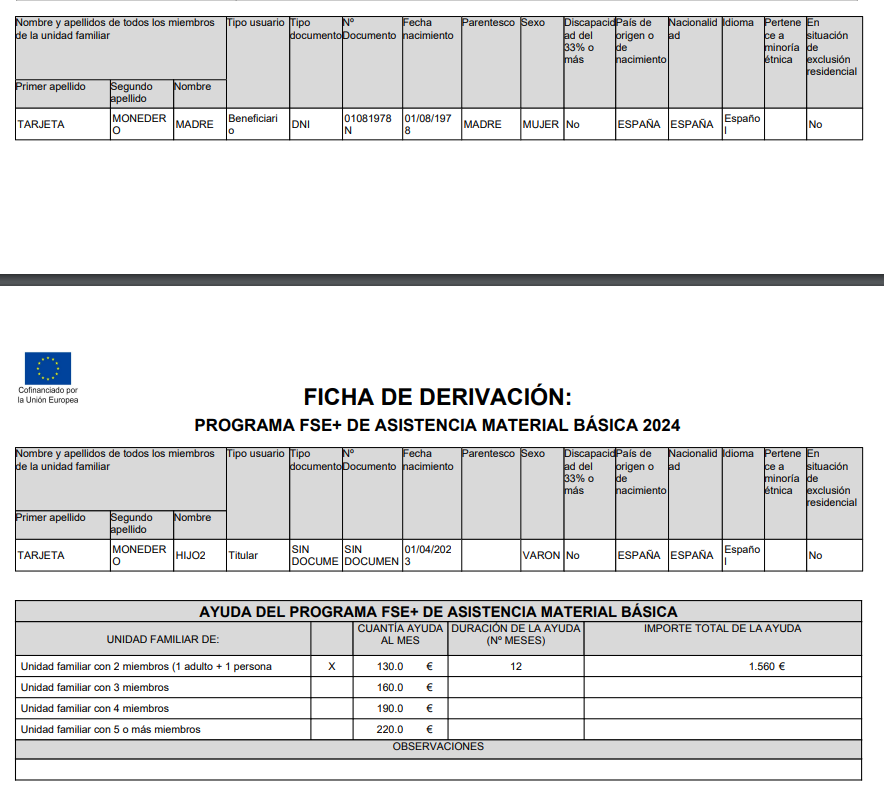 Nombre y apellidos de todos los miembros de la unidad familiar Tipo usuario Tipo documento Nº Documento Fecha nacimiento Parentesco Sexo Discapacidad del 33% o más País de origen o de nacimiento Nacionalidad Idioma Pertenece a minoría étnica En situación de exclusión residencial
Primer apellido Segundo apellido Nombre
TARJETA MONEDERO MADRE Beneficiario DNI 01081978N 01/08/1978 MADRE MUJER No ESPAÑA ESPAÑA Español No
Cofinanciado por
la Unión Europea
FICHA DE DERIVACIÓN:
PROGRAMA FSE+ DE ASISTENCIA MATERIAL BÁSICA 2024
Nombre y apellidos de todos los miembros de la unidad familiar Tipo usuario Tipo documento Nº Documento Fecha nacimiento Parentesco Sexo Discapacidad del 33% o más País de origen o de nacimiento Nacionalidad Idioma Pertenece a minoría étnica En situación de exclusión residencial
Primer apellido Segundo apellido Nombre
TARJETA MONEDERO HIJO2 Titular SIN DOCUME SIN DOCUMEN 01/04/2023 VARON No ESPAÑA ESPAÑA Español No
AYUDA DEL PROGRAMA FSE+ DE ASISTENCIA MATERIAL BÁSICA
UNIDAD FAMILIAR DE: CUANTÍA AYUDA AL MES DURACIÓN DE LA AYUDA (Nº MESES) IMPORTE TOTAL DE LA AYUDA
Unidad familiar con 2 miembros (1 adulto + 1 persona X 130.0 € 12 1.560 €
Unidad familiar con 3 miembros 160.0 €
Unidad familiar con 4 miembros 190.0 €
Unidad familiar con 5 o más miembros 220.0 €
OBSERVACIONES